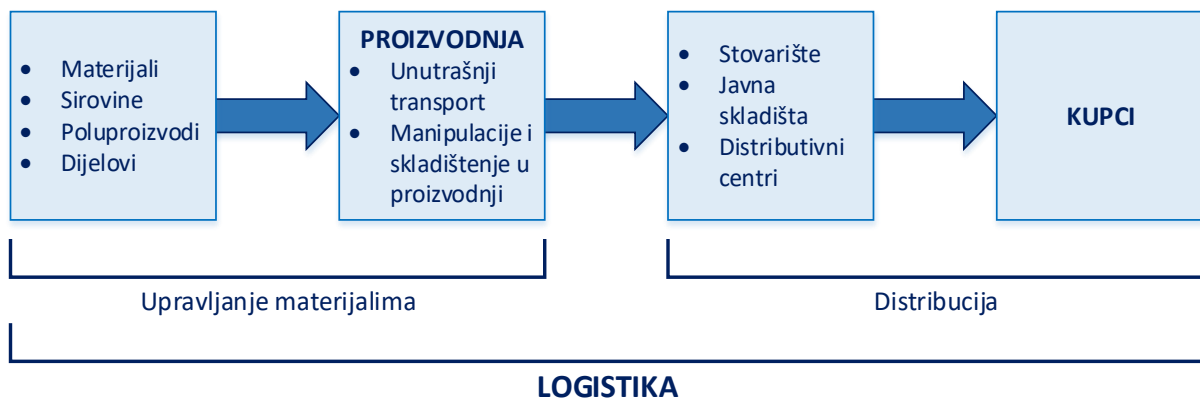 • Materijali
• Sirovine
• Poluproizvodi
• Dijelovi
PROIZVODNJA
• Unutrašnji
transport
• Manipulacije i
skladištenje u
proizvodnji
• Stovarište
• Javna
skladišta
• Distributivni
centri
KUPCI
Upravljanje materijalima
Distribucija
LOGISTIKA